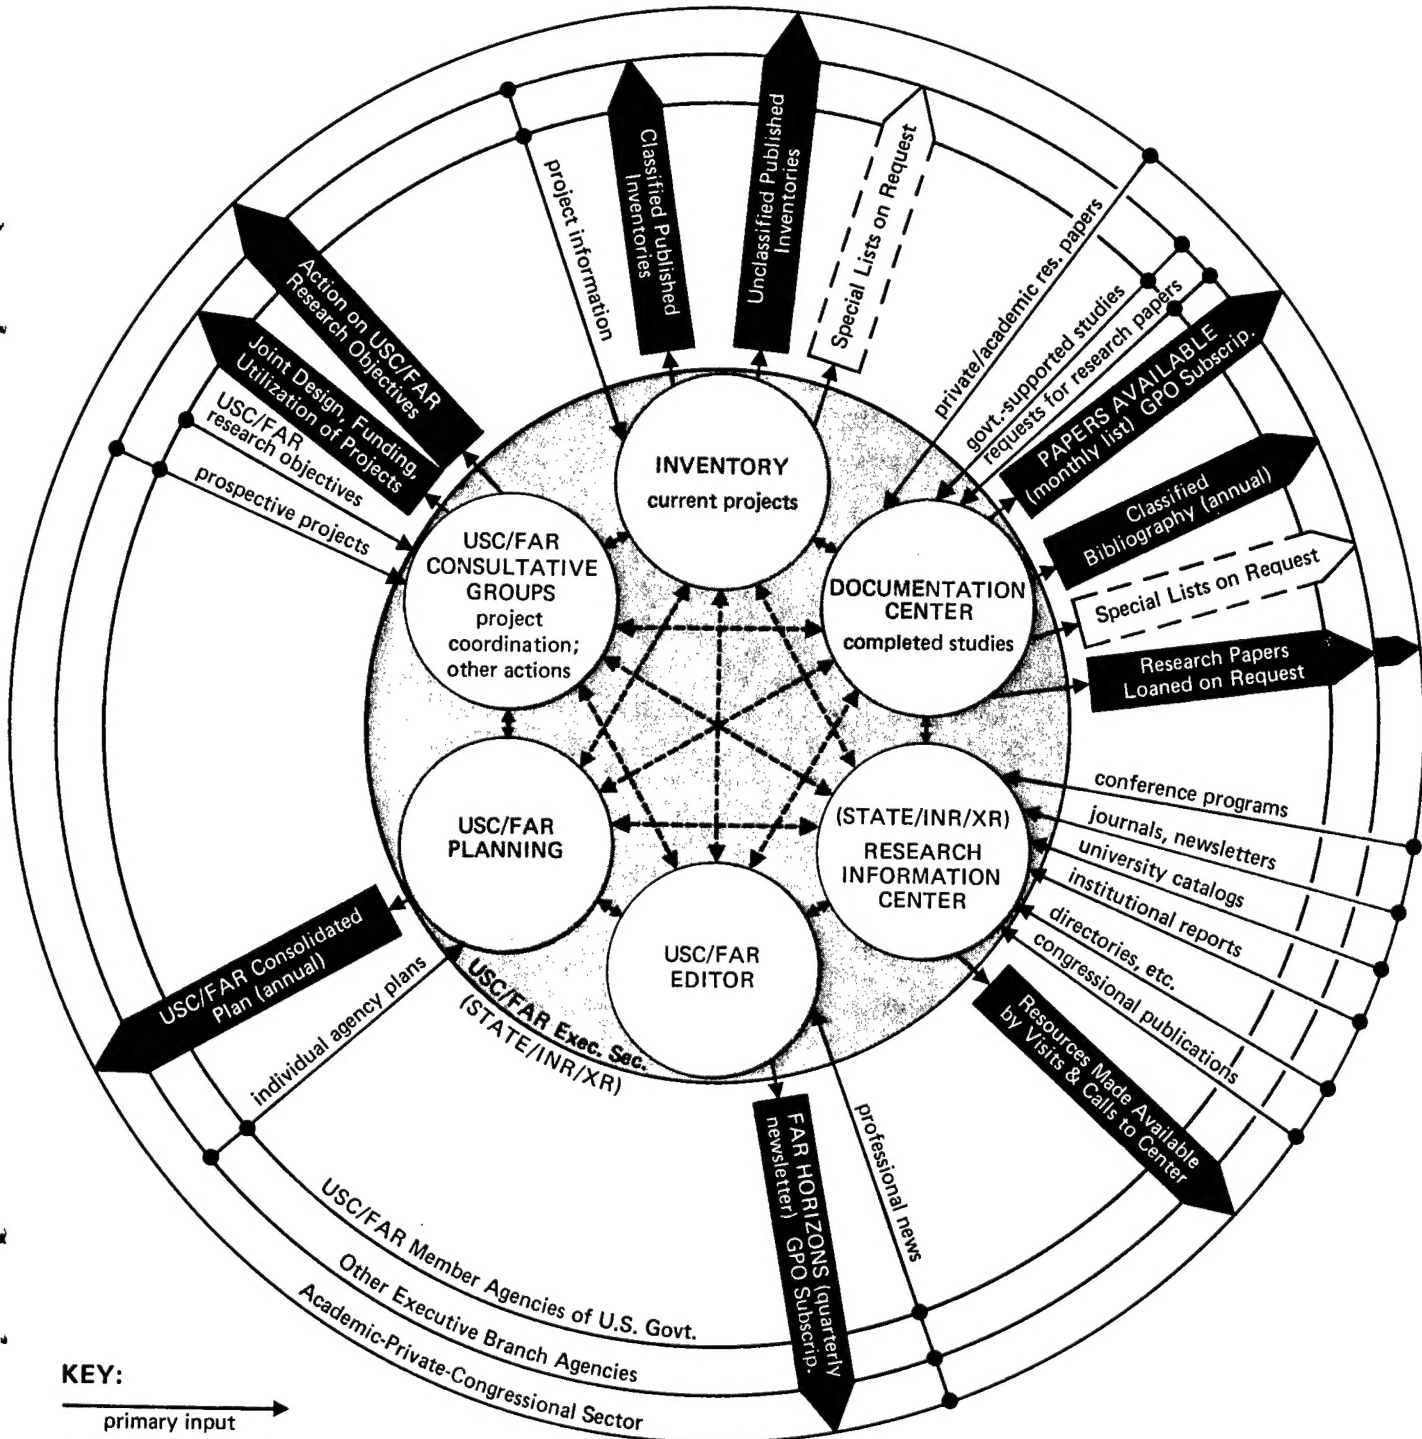 Classified Published
Inventories
Unclassified Published
Inventories
Special Lists on Request
project information
Action on USC/FAR
Research Objectives
Joint Design, Funding,
Utilization of Projects
USC/FAR
research objectives
prospective projects
private/academic res. papers
govt.-supported studies
requests for research papers
PAPERS AVAILABLE
(monthly list) GPO Subscrip.
Classified
Bibliography (annual)
Special Lists on Request
Research Papers
Loaned on Request
INVENTORY
current projects
USC/FAR
CONSULTATIVE
GROUPS
project
coordination;
other actions
DOCUMENTATION
CENTER
completed studies
USC/FAR
PLANNING
(STATE/INR/XR)
RESEARCH
INFORMATION
CENTER
USC/FAR
EDITOR
conference programs
journals, newsletters
university catalogs
institutional reports
directories, etc.
congressional publications
Resources Made Available
by Visits & Calls to Center
USC/FAR Consolidated
Plan (annual)
individual agency plans
USC/FAR Exec. Sec.
(STATE/INR/XR)
FAR HORIZONS (quarterly
newsletter) GPO Subscrip.
professional news
USC/FAR Member Agencies of U.S. Govt.
Other Executive Branch Agencies
Academic-Private-Congressional Sector
KEY:
primary input